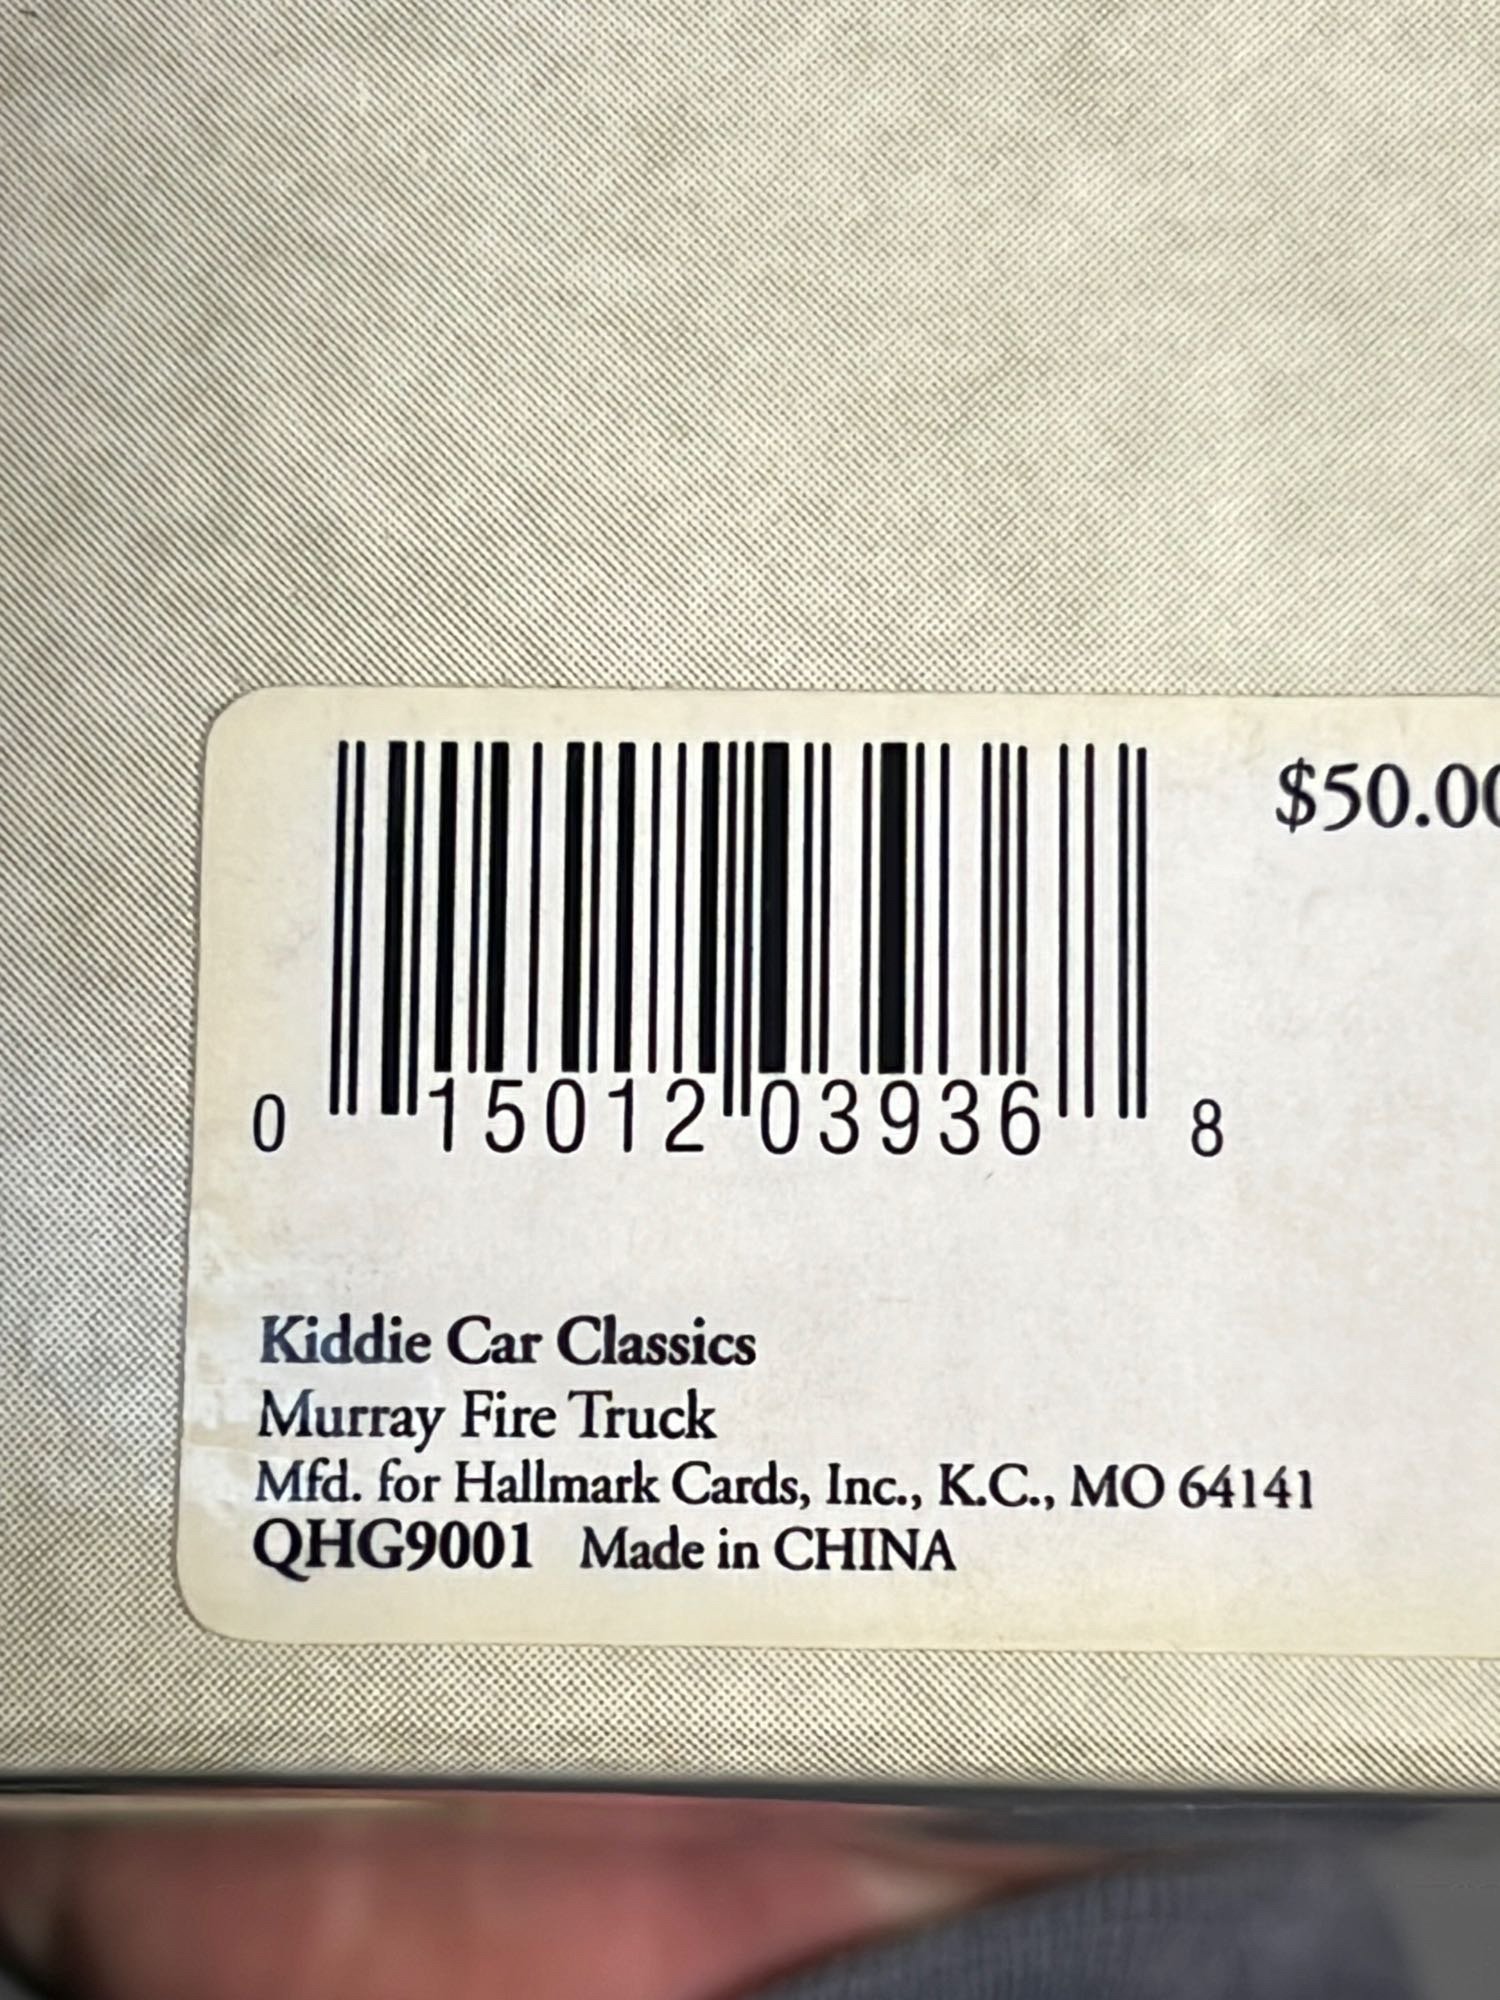 $50.00
0 15012 03936 8
Kiddie Car Classics
Murray Fire Truck
Mfd. for Hallmark Cards, Inc., K.C., MO 64141
QHG9001 Made in CHINA